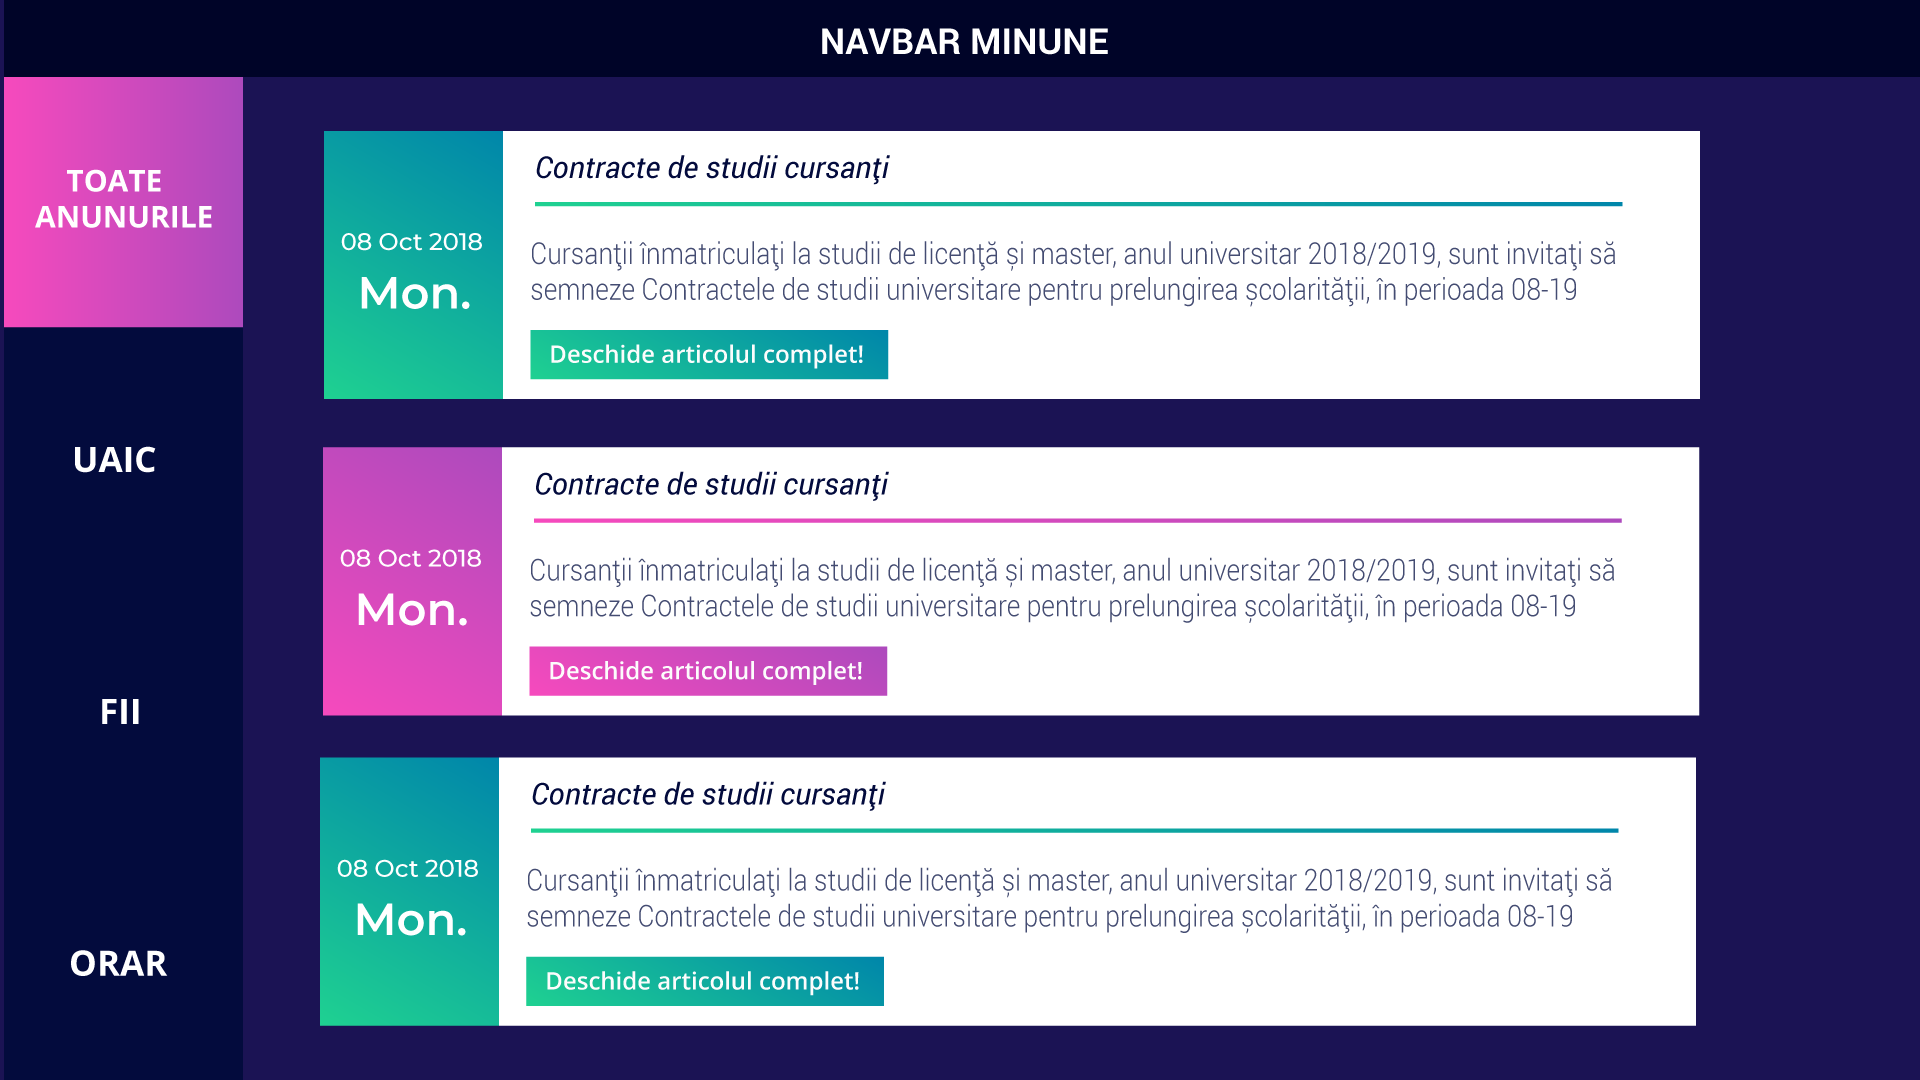 NAVBAR MINUNE
TOATE
ANUNURILE
UAIC
FII
ORAR
08 Oct 2018
Mon.
Contracte de studii cursanţi
Cursanţii înmatriculaţi la studii de licenţă și master, anul universitar 2018/2019, sunt invitaţi să
semneze Contractele de studii universitare pentru prelungirea școlarităţii, în perioada 08-19
Deschide articolul complet!
08 Oct 2018
Mon.
Contracte de studii cursanţi
Cursanţii înmatriculaţi la studii de licenţă și master, anul universitar 2018/2019, sunt invitaţi să
semneze Contractele de studii universitare pentru prelungirea școlarităţii, în perioada 08-19
Deschide articolul complet!
08 Oct 2018
Mon.
Contracte de studii cursanţi
Cursanţii înmatriculaţi la studii de licenţă și master, anul universitar 2018/2019, sunt invitaţi să
semneze Contractele de studii universitare pentru prelungirea școlarităţii, în perioada 08-19
Deschide articolul complet!